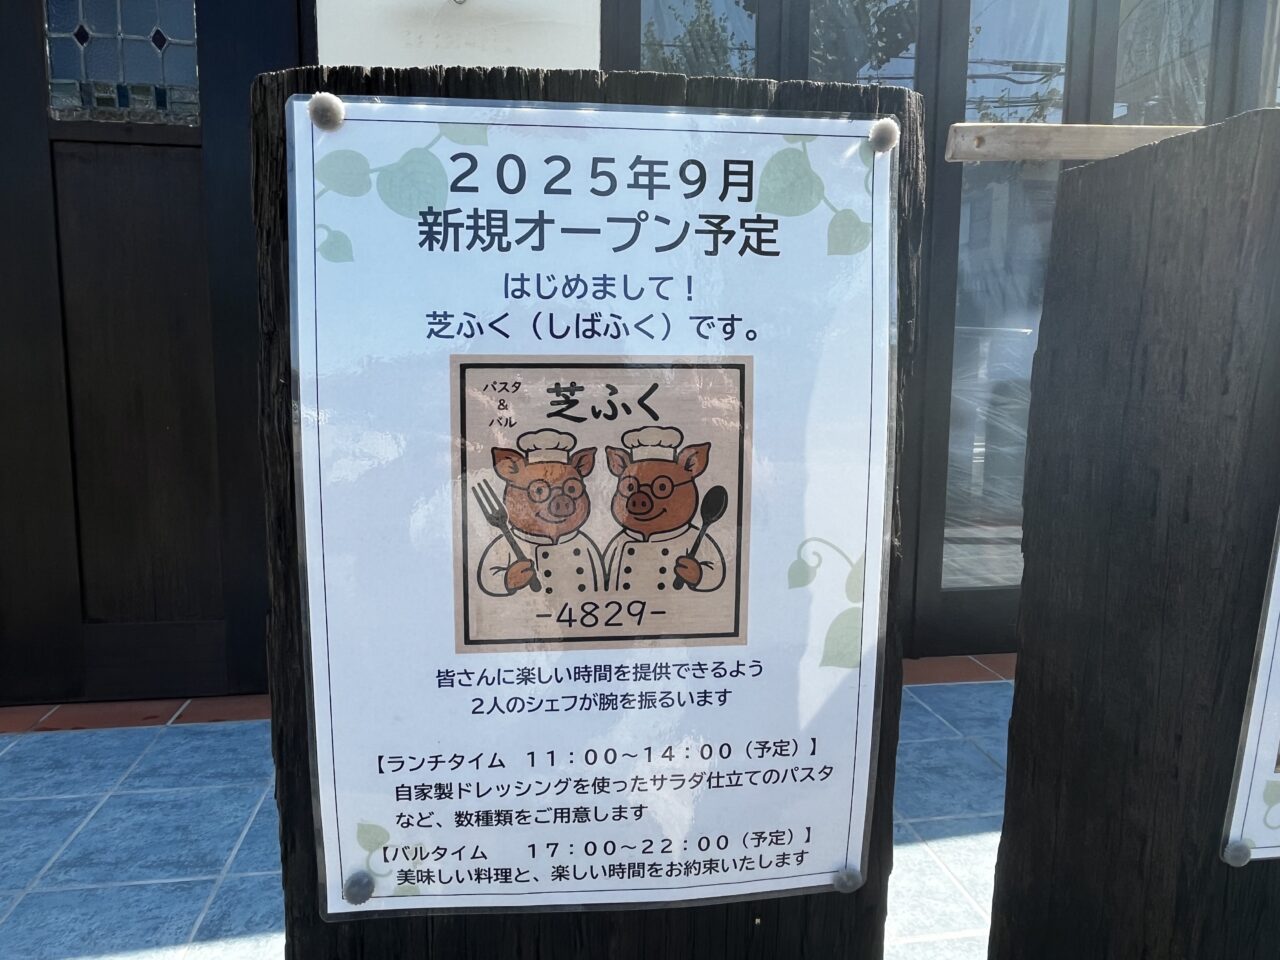 2025年9月
新規オープン予定
はじめまして！
芝ふく（しばふく）です。
パスタ
&
バル
芝ふく
-4829-
皆さんに楽しい時間を提供できるよう
2人のシェフが腕を振るいます
【ランチタイム　11：00～14：00（予定）】
自家製ドレッシングを使ったサラダ仕立てのパスタ
など、数種類をご用意します
【バルタイム　17：00～22：00（予定）】
美味しい料理と、楽しい時間をお約束いたします